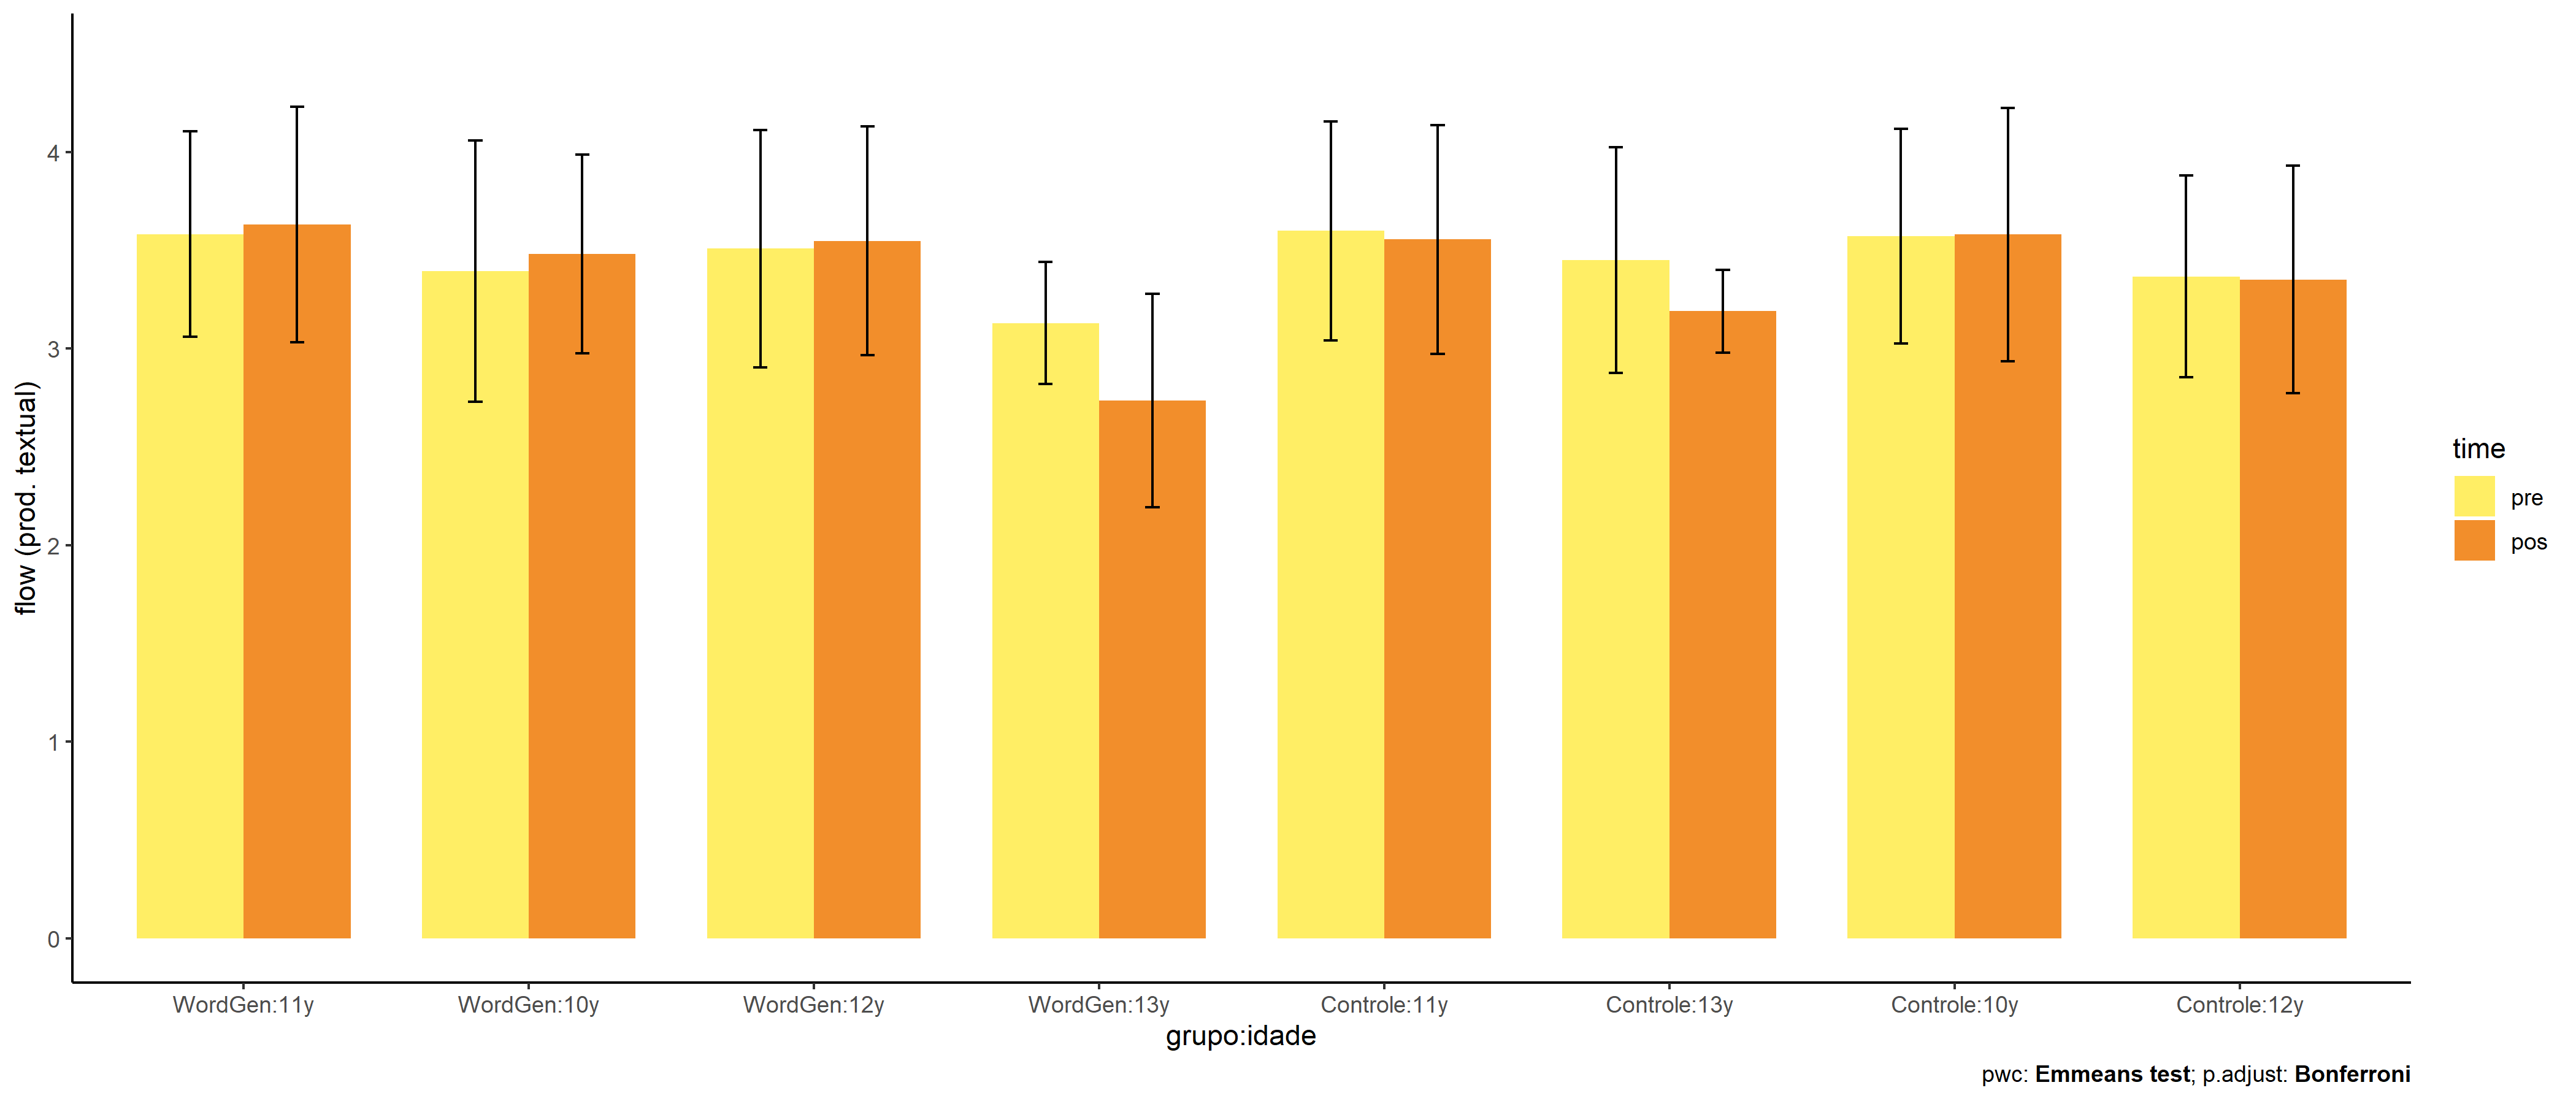 flow (prod. textual)
4
3
2
1
0
WordGen:11y
WordGen:10y
WordGen:12y
WordGen:13y
Controle:11y
Controle:13y
Controle:10y
Controle:12y
grupo:idade
time
pre
pos
pwc: Emmeans test; p.adjust: Bonferroni